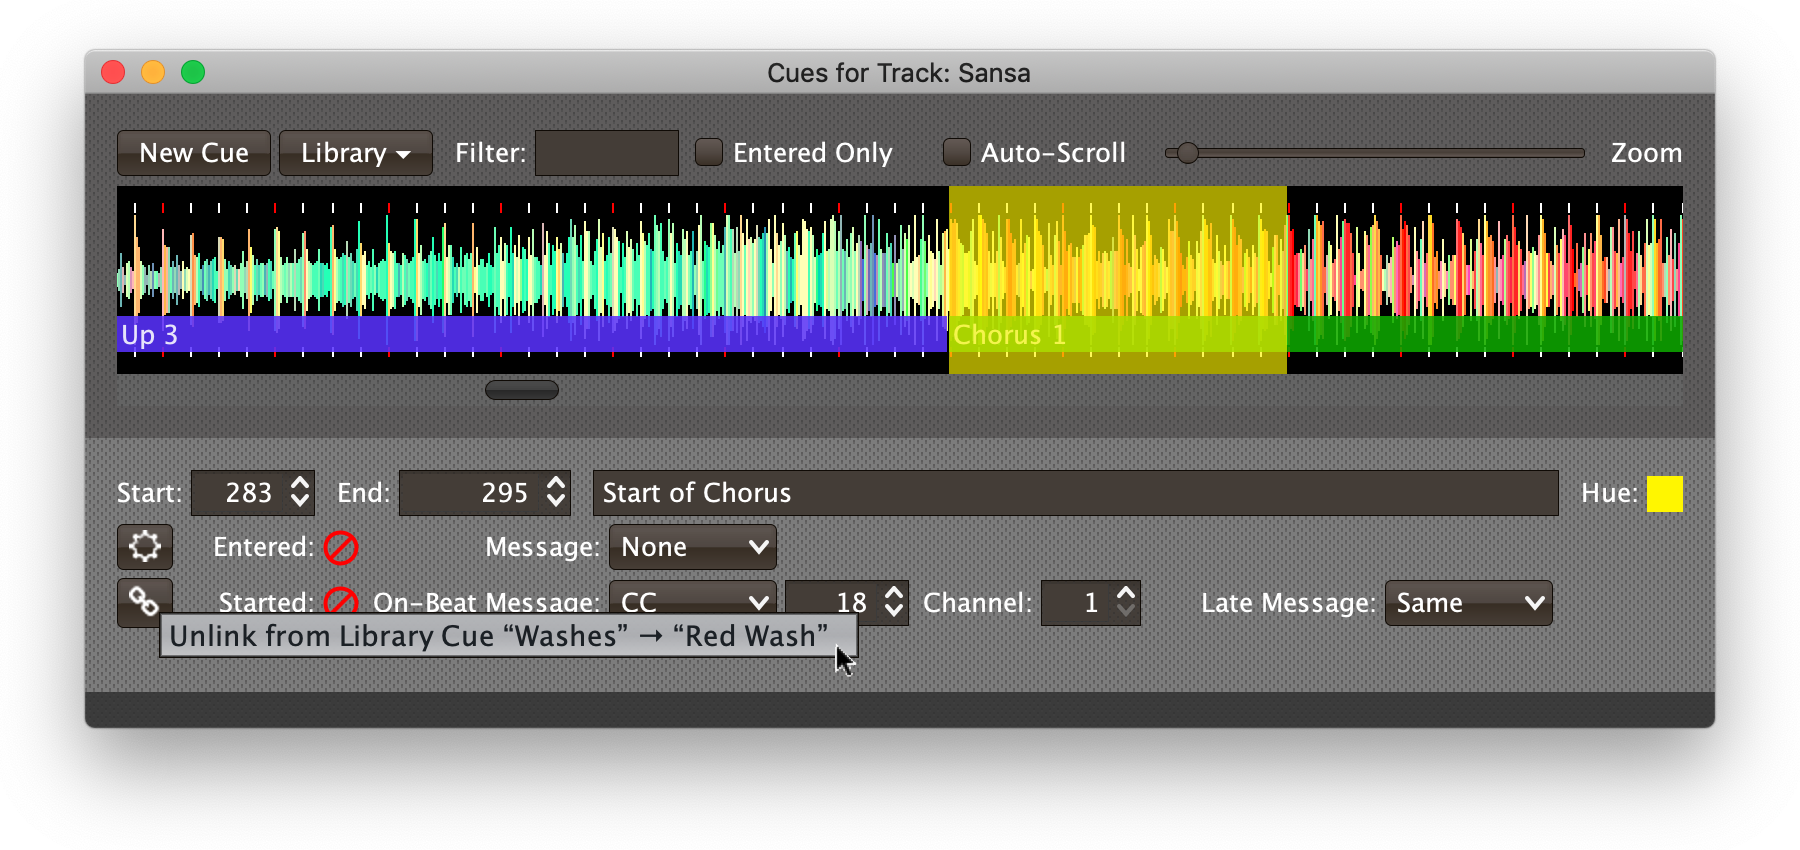 Cues for Track: Sansa
New Cue Library Filter: Entered Only Auto-Scroll Zoom
Up 3 Chorus 1
Start: 283 End: 295 Start of Chorus Hue:
Entered: Message: None
Started: On-Beat Message: CC 18 Channel: 1 Late Message: Same
Unlink from Library Cue “Washes” → “Red Wash”